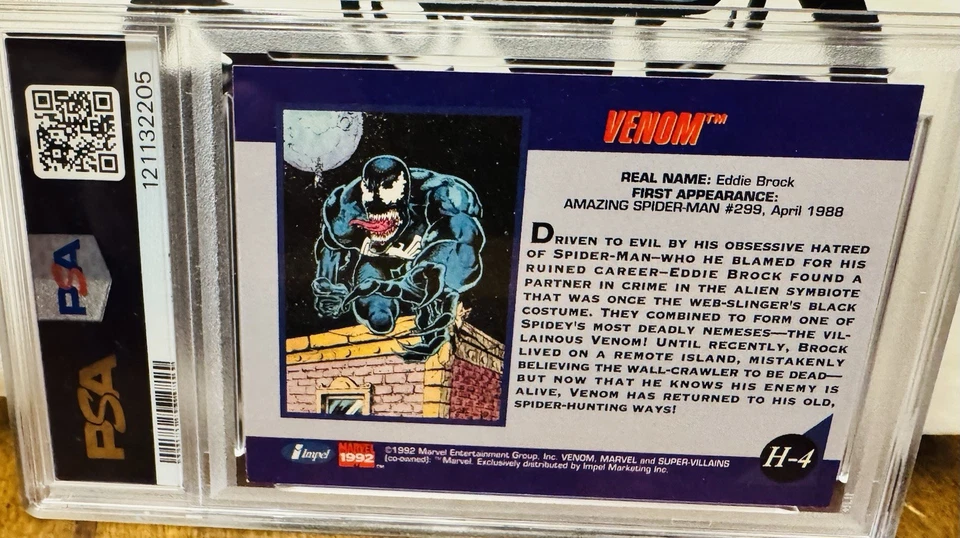 121132205
PSA
PSA
VENOM™
REAL NAME: Eddie Brock
FIRST APPEARANCE:
AMAZING SPIDER-MAN #299, April 1988
DRIVEN TO EVIL BY HIS OBSESSIVE HATRED
OF SPIDER-MAN—WHO HE BLAMED FOR HIS
RUINED CAREER—EDDIE BROCK FOUND A
PARTNER IN CRIME IN THE ALIEN SYMBIOTE
THAT WAS ONCE THE WEB-SLINGER'S BLACK
COSTUME. THEY COMBINED TO FORM ONE OF
SPIDEY'S MOST DEADLY NEMESES—THE VIL-
LAINOUS VENOM! UNTIL RECENTLY, BROCK
LIVED ON A REMOTE ISLAND, MISTAKENLY
BELIEVING THE WALL-CRAWLER TO BE DEAD—
BUT NOW THAT HE KNOWS HIS ENEMY IS
ALIVE, VENOM HAS RETURNED TO HIS OLD,
SPIDER-HUNTING WAYS!
Impel
MARVEL
1992™
©1992 Marvel Entertainment Group, Inc. VENOM, MARVEL and SUPER-VILLAINS
(co-owned): ™Marvel. Exclusively distributed by Impel Marketing Inc.
H-4